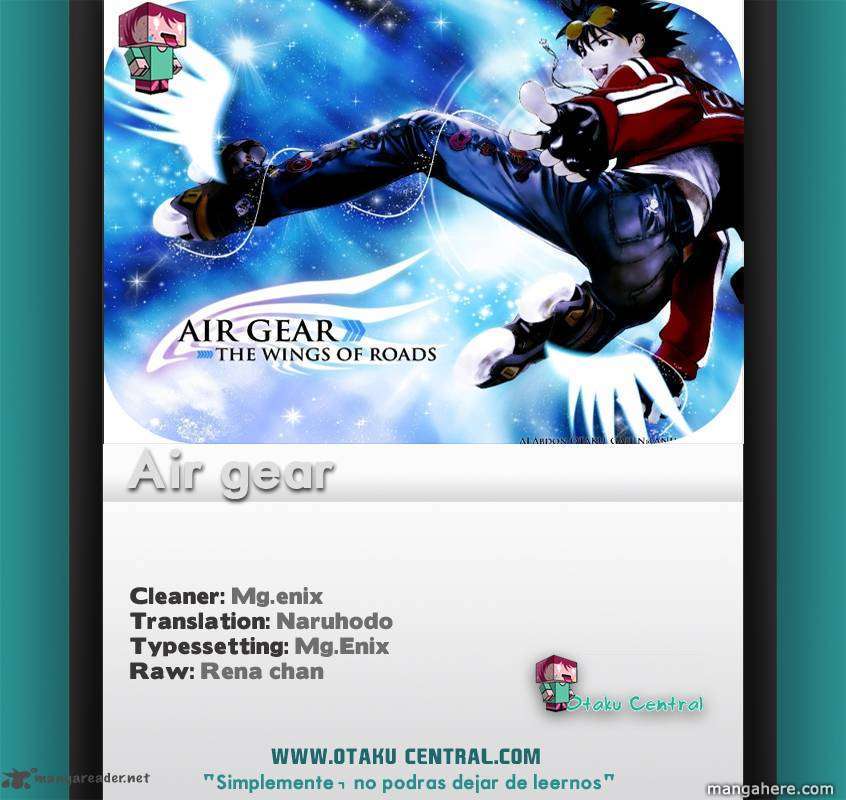 AIR GEAR
THE WINGS OF ROADS
Air gear
Cleaner: Mg.enix
Translation: Naruhodo
Typessetting: Mg.Enix
Raw: Rena chan
Otaku Central
WWW.OTAKU CENTRAL.COM
"Simplemente, no podras dejar de leernos"
mangareader.net
mangahere.com